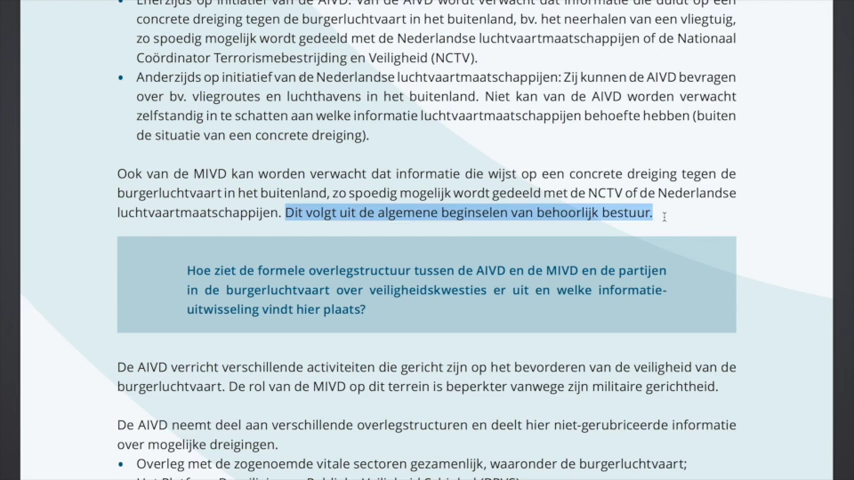 Enerzijds op initiatief van de AIVD: Van de AIVD wordt verwacht dat informatie die duidt op een
concrete dreiging tegen de burgerluchtvaart in het buitenland, bv. het neerhalen van een vliegtuig,
zo spoedig mogelijk wordt gedeeld met de Nederlandse luchtvaartmaatschappijen of de Nationaal
Coördinator Terrorismebestrijding en Veiligheid (NCTV).
• Anderzijds op initiatief van de Nederlandse luchtvaartmaatschappijen: Zij kunnen de AIVD bevragen
over bv. vliegroutes en luchthavens in het buitenland. Niet kan van de AIVD worden verwacht
zelfstandig in te schatten aan welke informatie luchtvaartmaatschappijen behoefte hebben (buiten
de situatie van een concrete dreiging).
Ook van de MIVD kan worden verwacht dat informatie die wijst op een concrete dreiging tegen de
burgerluchtvaart in het buitenland, zo spoedig mogelijk wordt gedeeld met de NCTV of de Nederlandse
luchtvaartmaatschappijen. Dit volgt uit de algemene beginselen van behoorlijk bestuur.
Hoe ziet de formele overlegstructuur tussen de AIVD en de MIVD en de partijen
in de burgerluchtvaart over veiligheidskwesties er uit en welke informatie-
uitwisseling vindt hier plaats?
De AIVD verricht verschillende activiteiten die gericht zijn op het bevorderen van de veiligheid van de
burgerluchtvaart. De rol van de MIVD op dit terrein is beperkter vanwege zijn militaire gerichtheid.
De AIVD neemt deel aan verschillende overlegstructuren en deelt hier niet-gerubriceerde informatie
over mogelijke dreigingen.
• Overleg met de zogenoemde vitale sectoren gezamenlijk, waaronder de burgerluchtvaart;